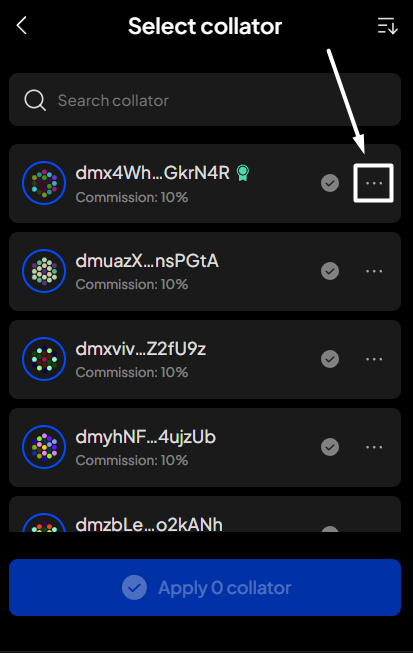 Select collator
Search collator
dmx4Wh...GkrN4R
Commission: 10%
dmuazX...nsPGtA
Commission: 10%
dmxviv...Z2fU9z
Commission: 10%
dmyhNF...4ujzUb
Commission: 10%
dmzbLe...o2kANh
Apply 0 collator